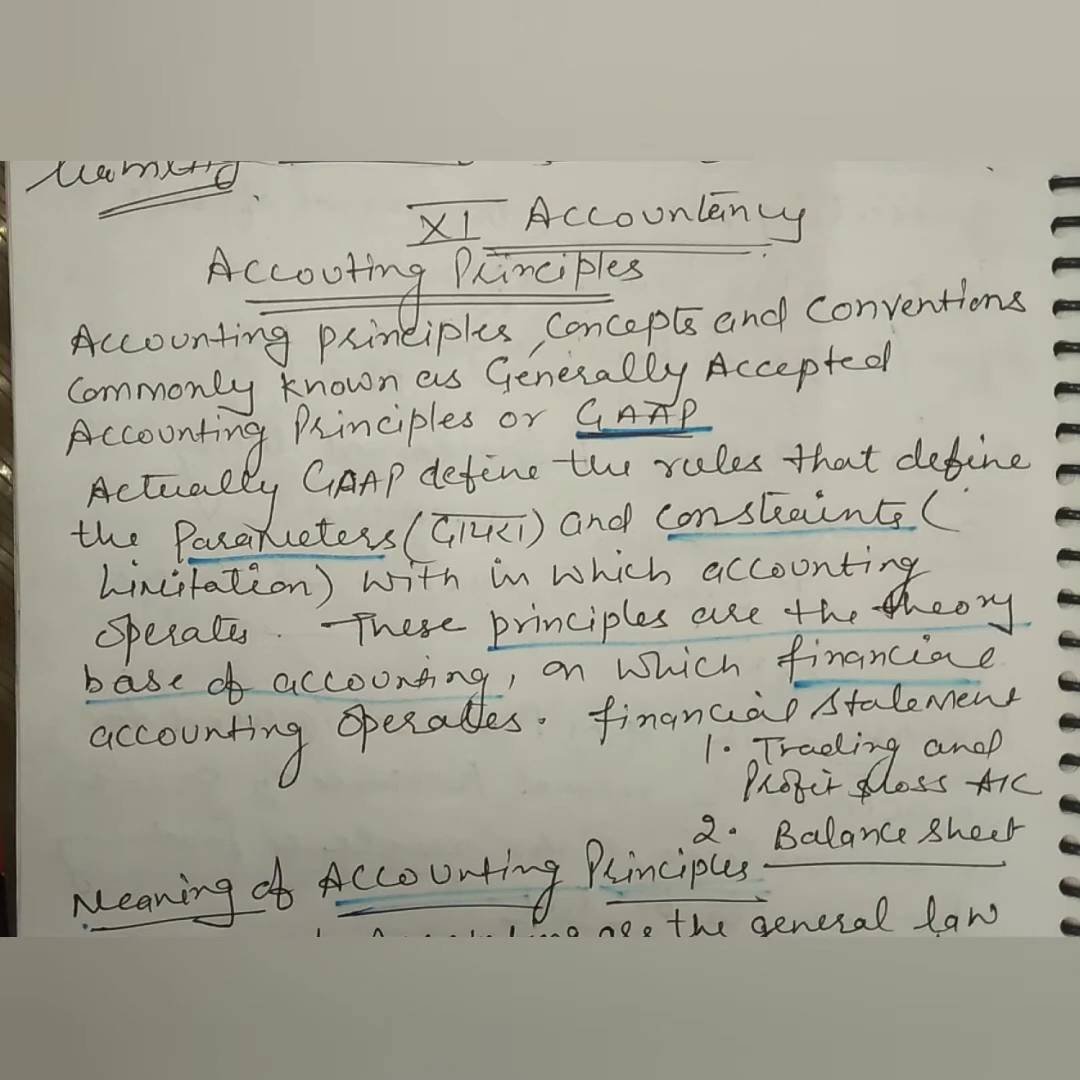 XI Accountancy
Accouting Principles
Accounting principles, concepts and conventions
commonly known as Generally Accepted
Accounting Principles or GAAP
Actually GAAP define the rules that define
the Parameters (दायरा) and constraints (
Limitation) with in which accounting
operates. These principles are the theory
base of accounting, on which financial
accounting operates. financial statement
1. Trading and
Profit & loss A/C
2. Balance sheet
Meaning of Accounting Principles
are the general law